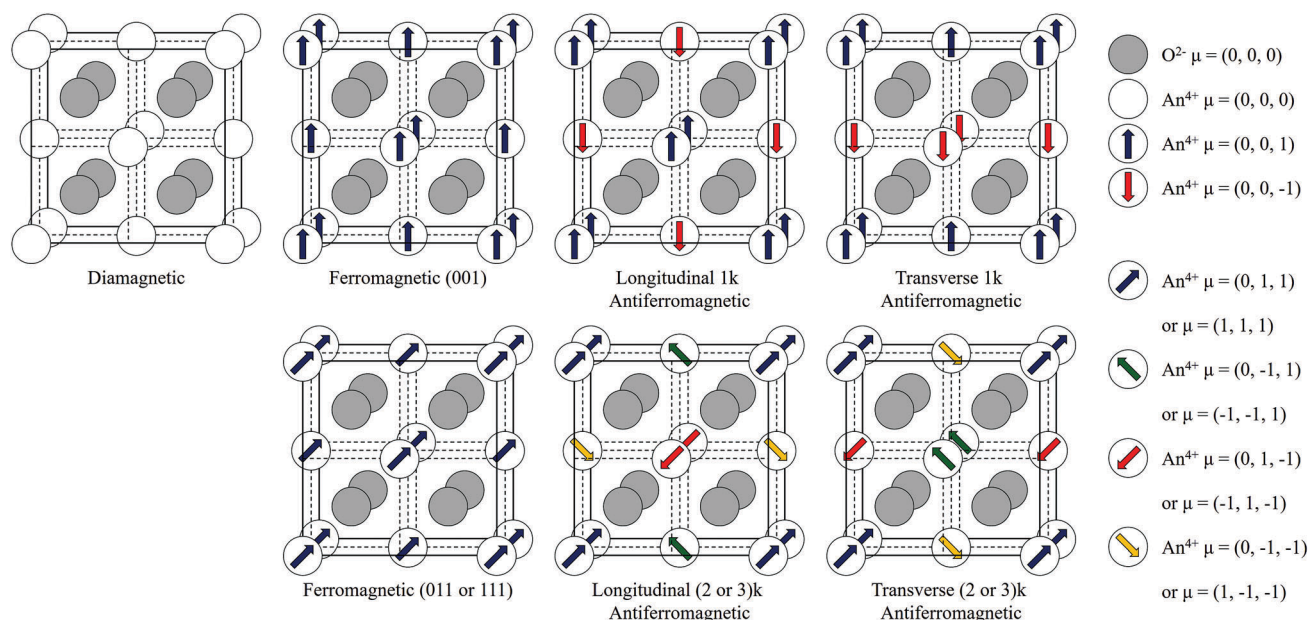 O²⁻ μ = (0, 0, 0)
An⁴⁺ μ = (0, 0, 0)
An⁴⁺ μ = (0, 0, 1)
An⁴⁺ μ = (0, 0, -1)
Diamagnetic
Ferromagnetic (001)
Longitudinal 1k
Antiferromagnetic
Transverse 1k
Antiferromagnetic
An⁴⁺ μ = (0, 1, 1)
or μ = (1, 1, 1)
An⁴⁺ μ = (0, -1, 1)
or μ = (-1, -1, 1)
An⁴⁺ μ = (0, 1, -1)
or μ = (-1, 1, -1)
An⁴⁺ μ = (0, -1, -1)
or μ = (1, -1, -1)
Ferromagnetic (011 or 111)
Longitudinal (2 or 3)k
Antiferromagnetic
Transverse (2 or 3)k
Antiferromagnetic